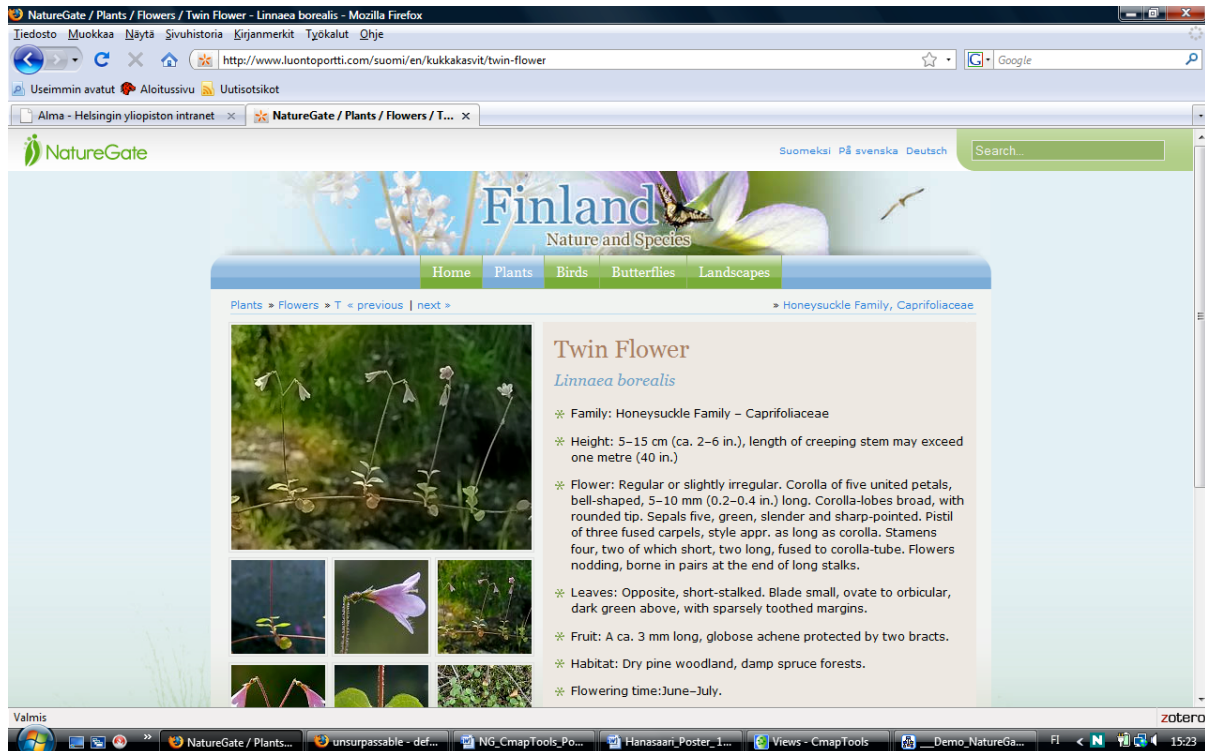 NatureGate / Plants / Flowers / Twin Flower - Linnaea borealis - Mozilla Firefox
Tiedosto Muokkaa Näytä Sivuhistoria Kirjanmerkit Työkalut Ohje
http://www.luontoportti.com/suomi/en/kukkakasvit/twin-flower
G Google
Useimmin avatut Aloitussivu Uutisotsikot
Alma - Helsingin yliopiston intranet
NatureGate / Plants / Flowers / T...
NatureGate
Suomeksi På svenska Deutsch
Search...
Finland
Nature and Species
Home Plants Birds Butterflies Landscapes
Plants » Flowers » T « previous | next »
» Honeysuckle Family, Caprifoliaceae
Twin Flower
Linnaea borealis
Family: Honeysuckle Family – Caprifoliaceae
Height: 5–15 cm (ca. 2–6 in.), length of creeping stem may exceed
one metre (40 in.)
Flower: Regular or slightly irregular. Corolla of five united petals,
bell-shaped, 5–10 mm (0.2–0.4 in.) long. Corolla-lobes broad, with
rounded tip. Sepals five, green, slender and sharp-pointed. Pistil
of three fused carpels, style appr. as long as corolla. Stamens
four, two of which short, two long, fused to corolla-tube. Flowers
nodding, borne in pairs at the end of long stalks.
Leaves: Opposite, short-stalked. Blade small, ovate to orbicular,
dark green above, with sparsely toothed margins.
Fruit: A ca. 3 mm long, globose achene protected by two bracts.
Habitat: Dry pine woodland, damp spruce forests.
Flowering time:June–July.
Valmis
zotero
NatureGate / Plants...
unsurpassable - def...
NG_CmapTools_Po...
Hanasaari_Poster_1...
Views - CmapTools
__Demo_NatureGa...
FI
N
15:23